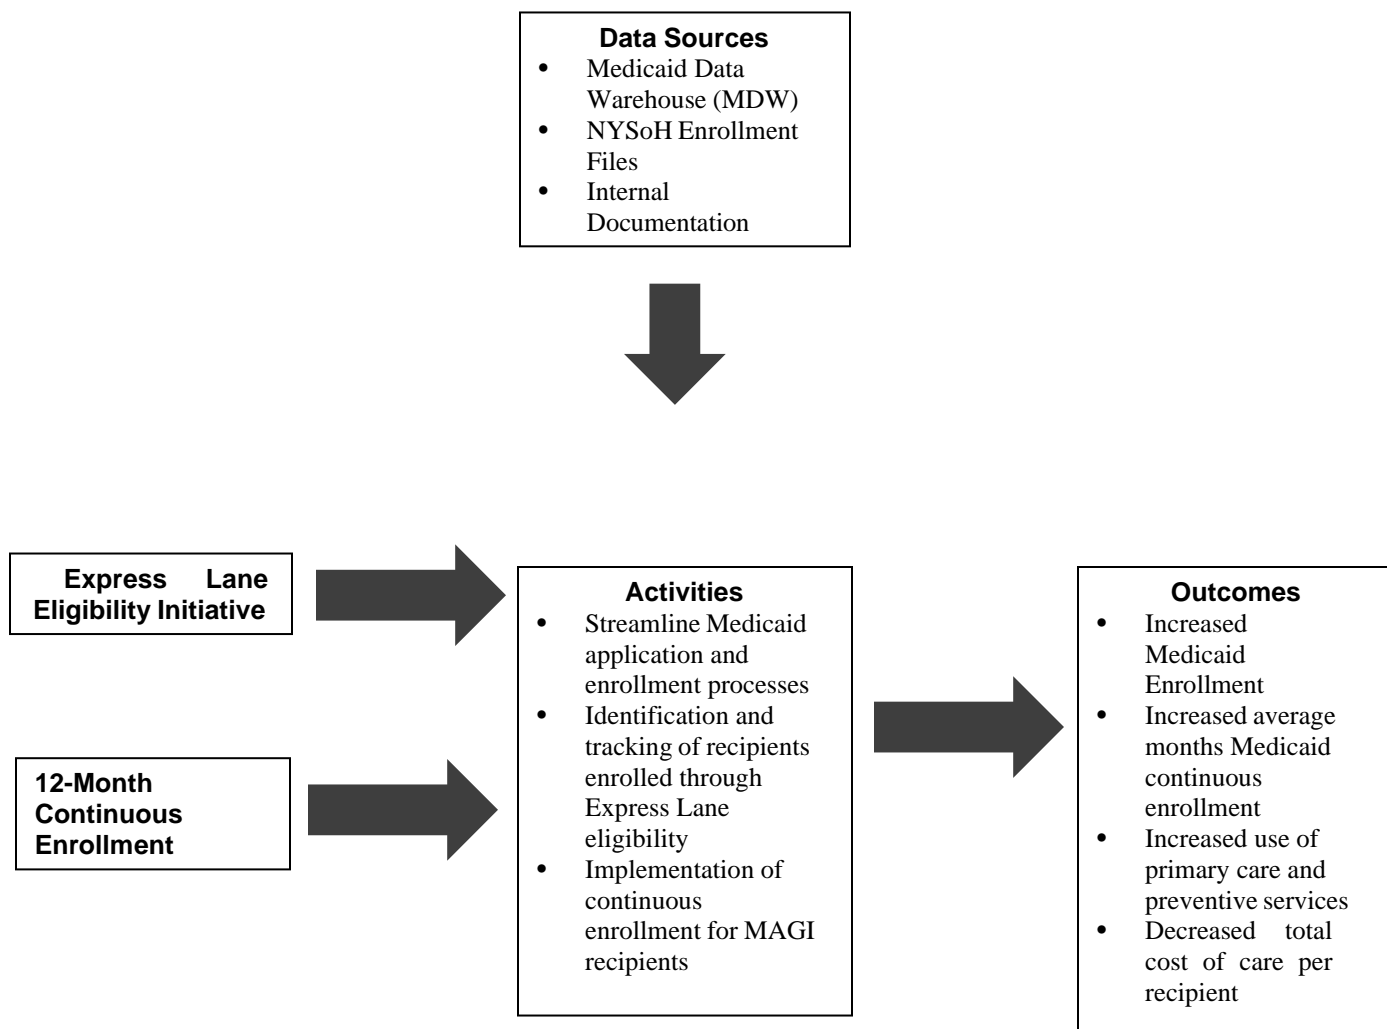 Data Sources
• Medicaid Data
Warehouse (MDW)
• NYSoH Enrollment
Files
• Internal
Documentation
Express Lane
Eligibility Initiative
12-Month
Continuous
Enrollment
Activities
• Streamline Medicaid
application and
enrollment processes
• Identification and
tracking of recipients
enrolled through
Express Lane
eligibility
• Implementation of
continuous
enrollment for MAGI
recipients
Outcomes
• Increased
Medicaid
Enrollment
• Increased average
months Medicaid
continuous
enrollment
• Increased use of
primary care and
preventive services
• Decreased total
cost of care per
recipient